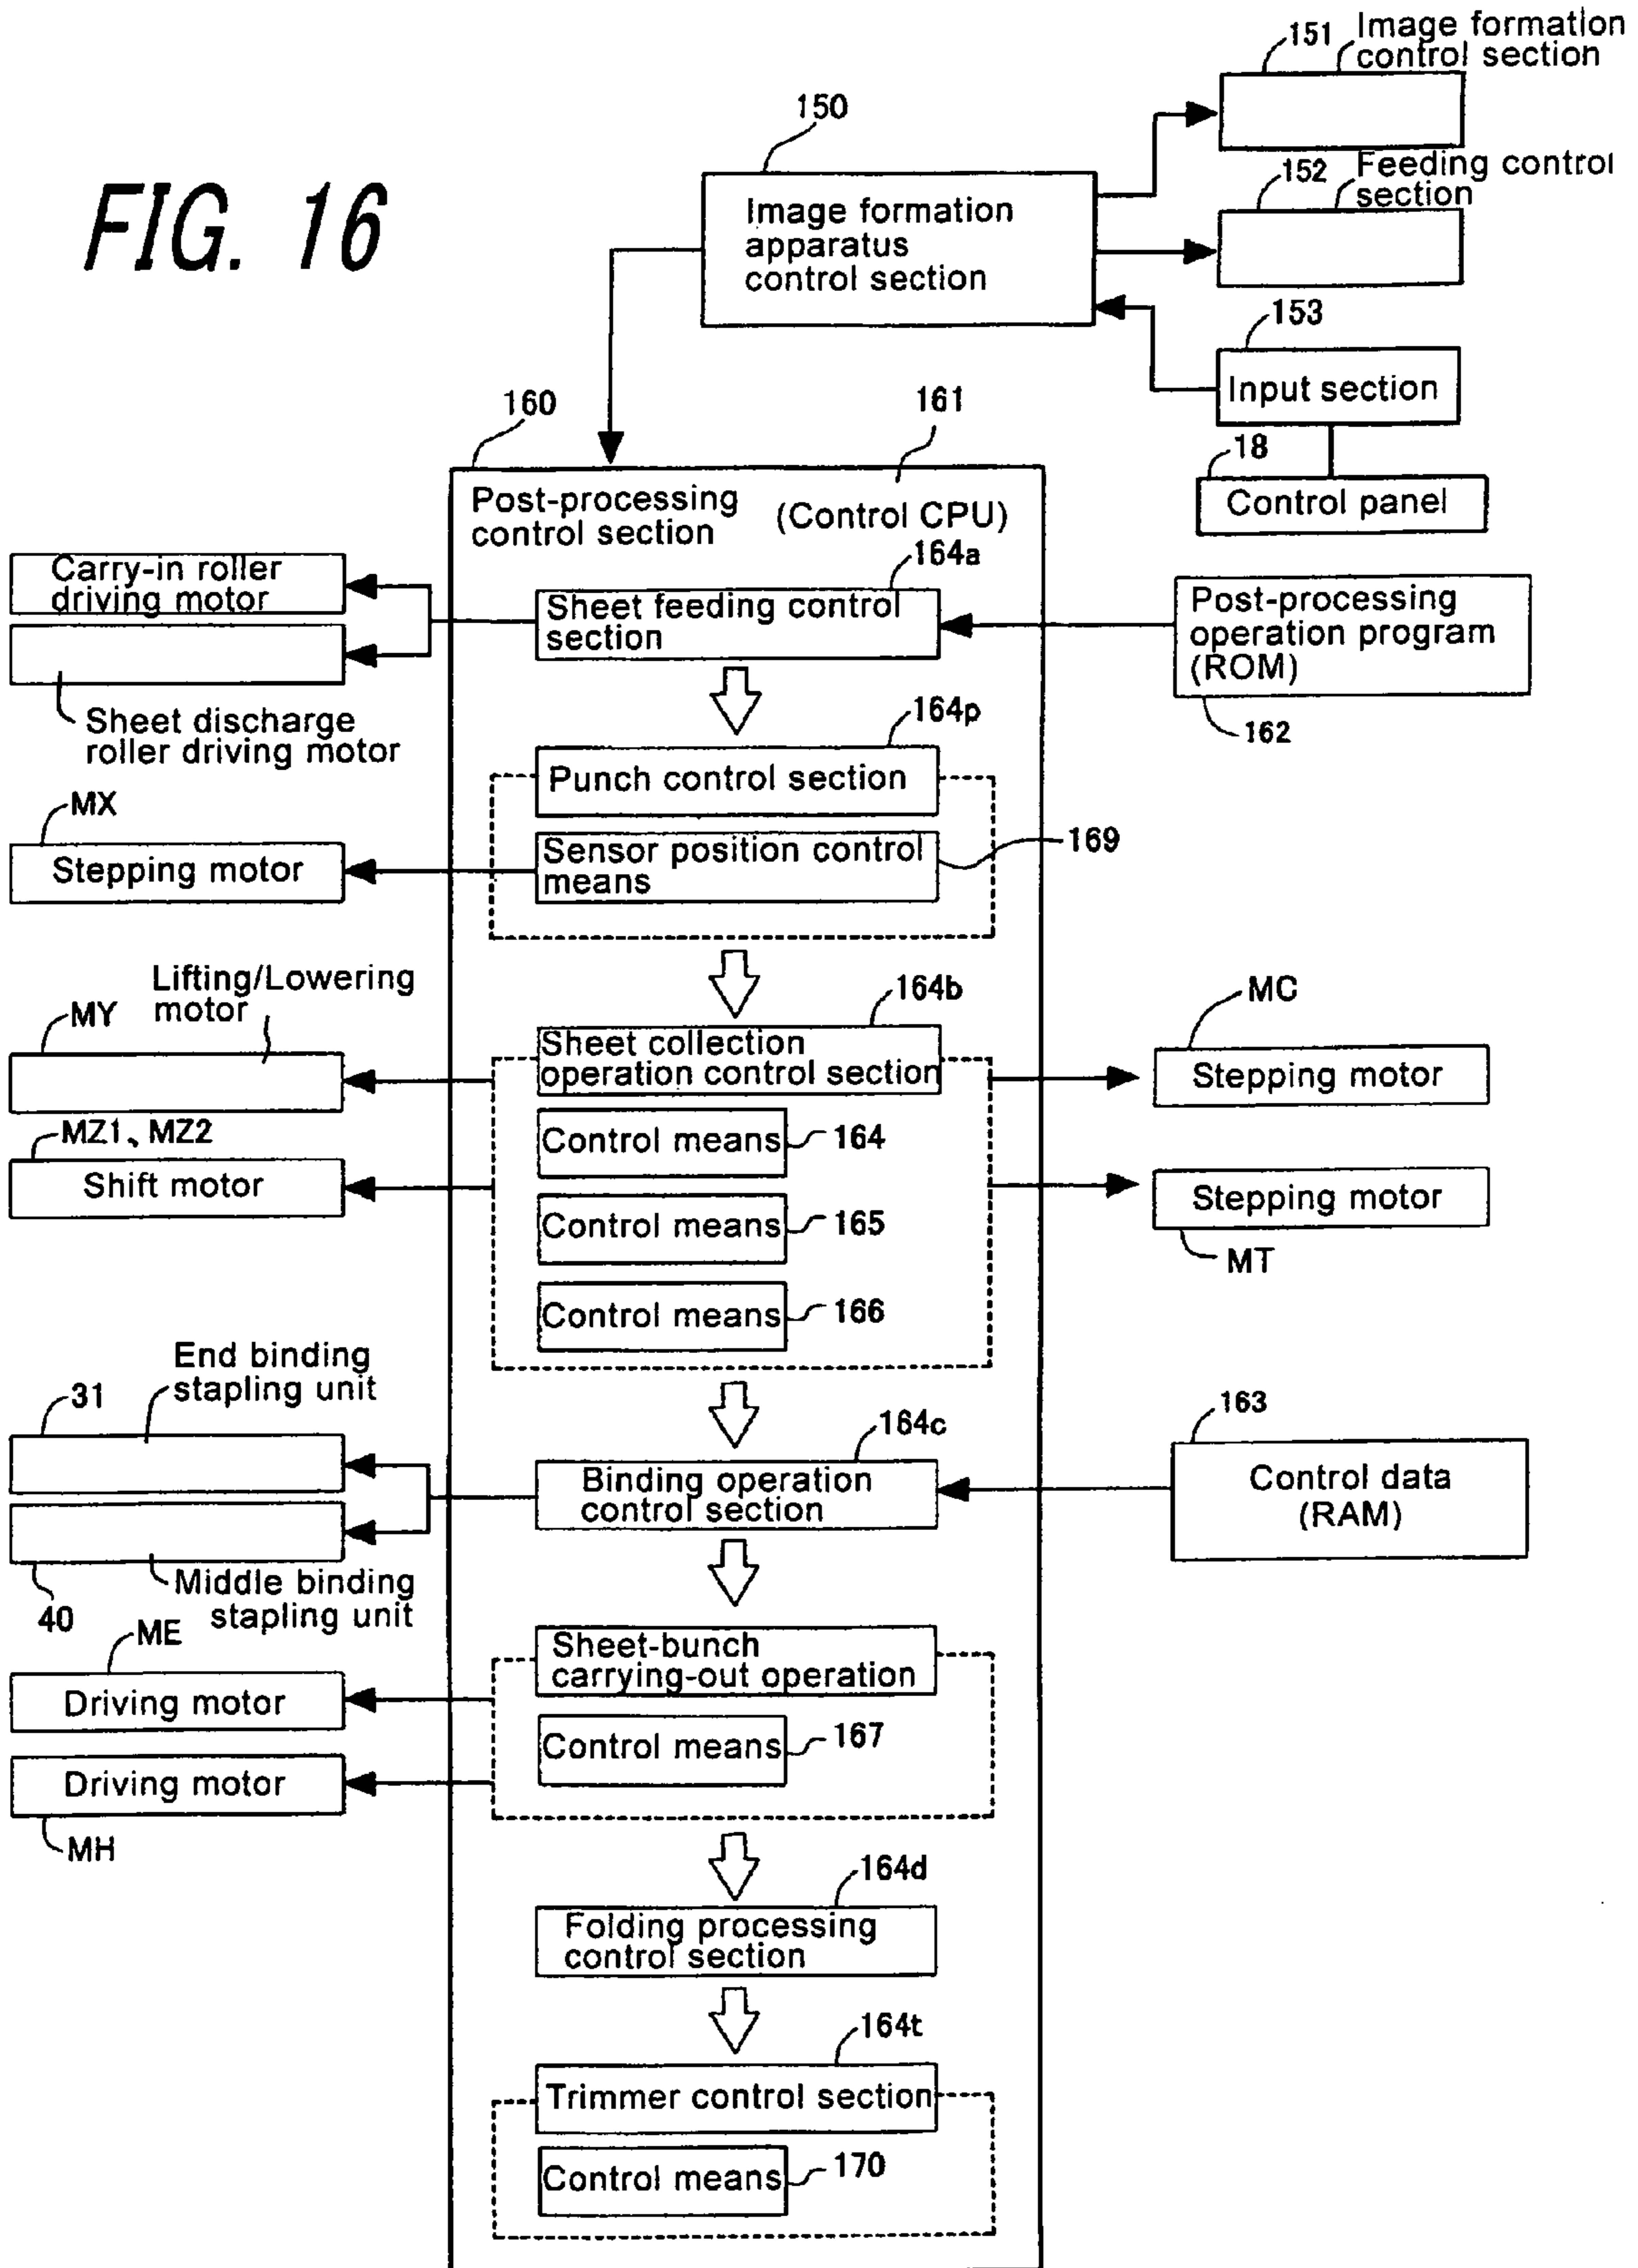 FIG. 16
151
Image formation
control section
150
152
Feeding control
section
Image formation
apparatus
control section
153
Input section
18
Control panel
160
161
Post-processing
control section
(Control CPU)
164a
Carry-in roller
driving motor
Sheet feeding control
section
Post-processing
operation program
(ROM)
162
Sheet discharge
roller driving motor
164p
Punch control section
MX
Stepping motor
Sensor position control
means
169
Lifting/Lowering
motor
MY
164b
MC
Sheet collection
operation control section
Stepping motor
Control means
164
MZ1、MZ2
Shift motor
Control means
165
Stepping motor
MT
Control means
166
End binding
stapling unit
31
164c
163
Binding operation
control section
Control data
(RAM)
Middle binding
stapling unit
40
ME
Sheet-bunch
carrying-out operation
Driving motor
Control means
167
Driving motor
MH
164d
Folding processing
control section
164t
Trimmer control section
Control means
170